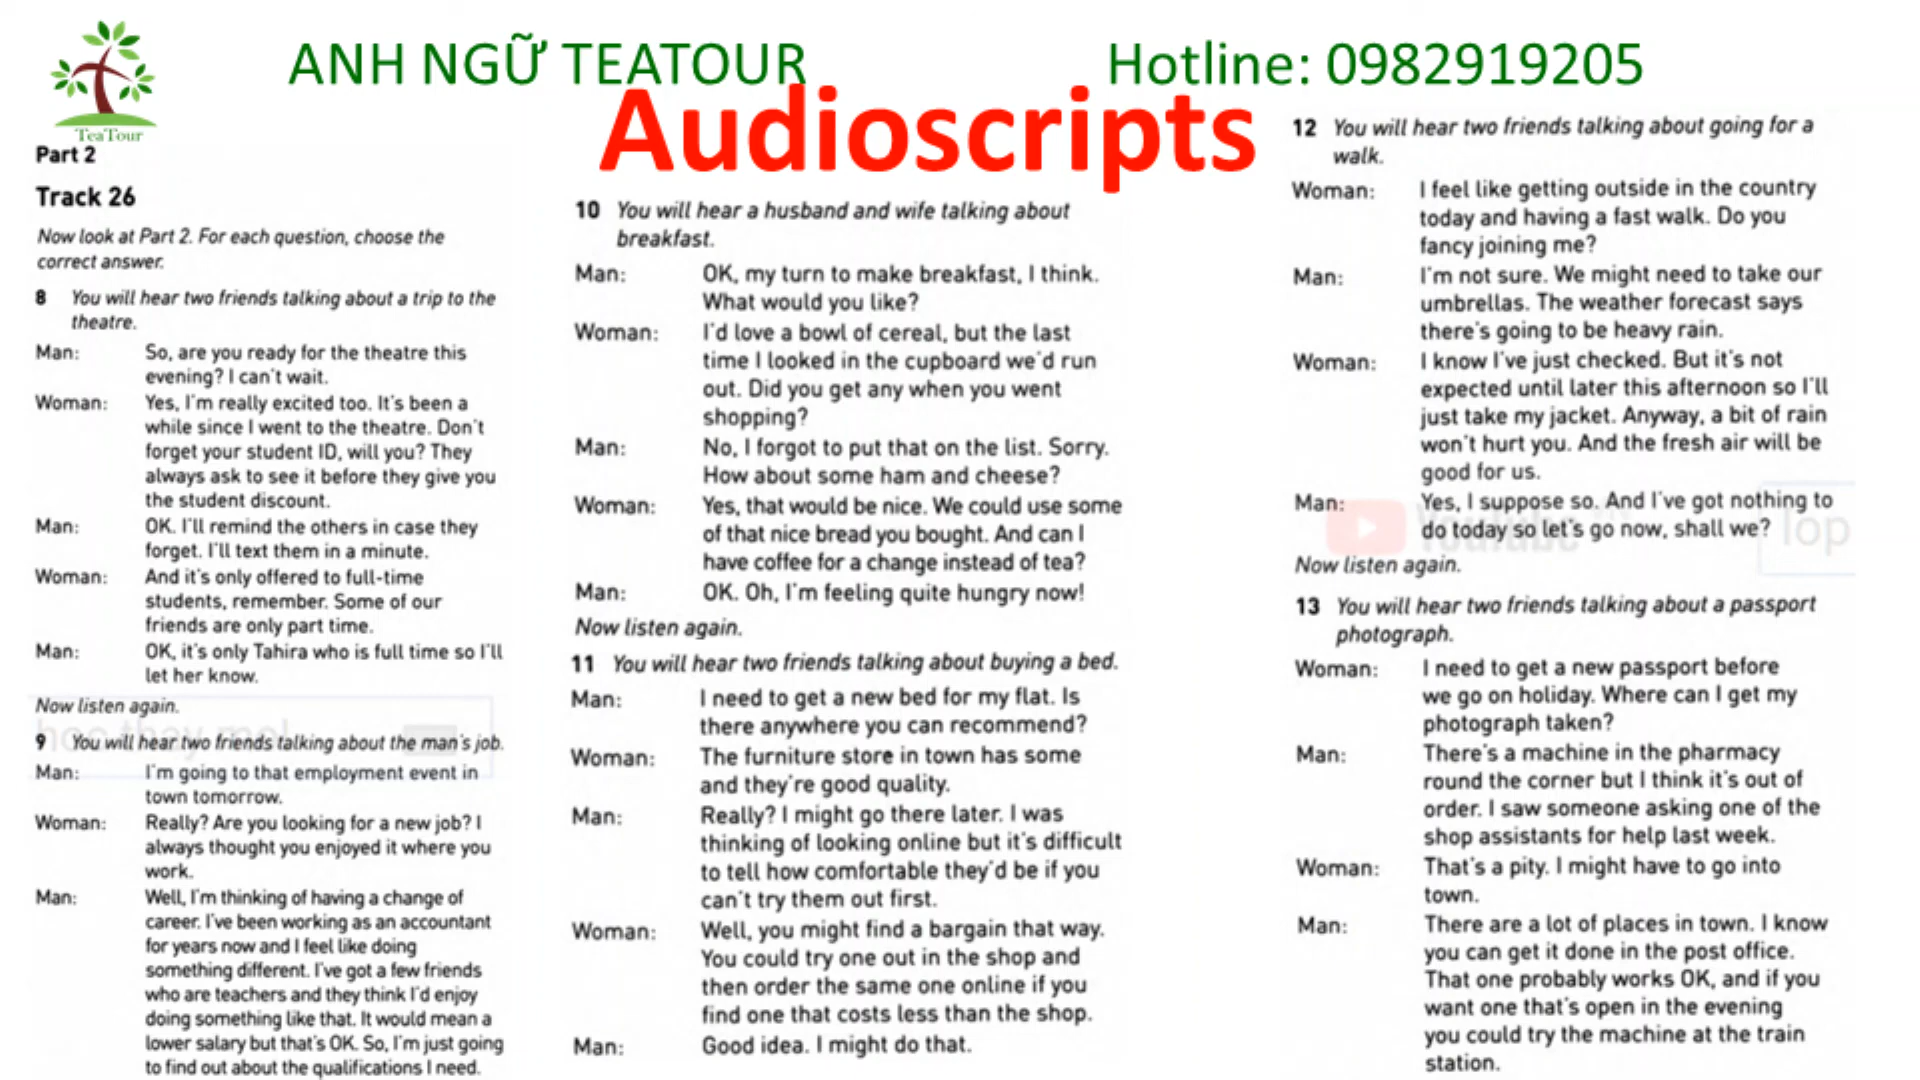 ANH NGỮ TEATOUR
Hotline: 0982919205
TeaTour
Audioscripts
Part 2
Track 26
Now look at Part 2. For each question, choose the
correct answer.
8 You will hear two friends talking about a trip to the
theatre.
Man: So, are you ready for the theatre this
evening? I can't wait.
Woman: Yes, I'm really excited too. It's been a
while since I went to the theatre. Don't
forget your student ID, will you? They
always ask to see it before they give you
the student discount.
Man: OK. I'll remind the others in case they
forget. I'll text them in a minute.
Woman: And it's only offered to full-time
students, remember. Some of our
friends are only part time.
Man: OK, it's only Tahira who is full time so I'll
let her know.
Now listen again.
9 You will hear two friends talking about the man's job.
Man: I'm going to that employment event in
town tomorrow.
Woman: Really? Are you looking for a new job? I
always thought you enjoyed it where you
work.
Man: Well, I'm thinking of having a change of
career. I've been working as an accountant
for years now and I feel like doing
something different. I've got a few friends
who are teachers and they think I'd enjoy
doing something like that. It would mean a
lower salary but that's OK. So, I'm just going
to find out about the qualifications I need.
10 You will hear a husband and wife talking about
breakfast.
Man: OK, my turn to make breakfast, I think.
What would you like?
Woman: I'd love a bowl of cereal, but the last
time I looked in the cupboard we'd run
out. Did you get any when you went
shopping?
Man: No, I forgot to put that on the list. Sorry.
How about some ham and cheese?
Woman: Yes, that would be nice. We could use some
of that nice bread you bought. And can I
have coffee for a change instead of tea?
Man: OK. Oh, I'm feeling quite hungry now!
Now listen again.
11 You will hear two friends talking about buying a bed.
Man: I need to get a new bed for my flat. Is
there anywhere you can recommend?
Woman: The furniture store in town has some
and they're good quality.
Man: Really? I might go there later. I was
thinking of looking online but it's difficult
to tell how comfortable they'd be if you
can't try them out first.
Woman: Well, you might find a bargain that way.
You could try one out in the shop and
then order the same one online if you
find one that costs less than the shop.
Man: Good idea. I might do that.
12 You will hear two friends talking about going for a
walk.
Woman: I feel like getting outside in the country
today and having a fast walk. Do you
fancy joining me?
Man: I'm not sure. We might need to take our
umbrellas. The weather forecast says
there's going to be heavy rain.
Woman: I know I've just checked. But it's not
expected until later this afternoon so I'll
just take my jacket. Anyway, a bit of rain
won't hurt you. And the fresh air will be
good for us.
Man: Yes, I suppose so. And I've got nothing to
do today so let's go now, shall we?
Now listen again.
13 You will hear two friends talking about a passport
photograph.
Woman: I need to get a new passport before
we go on holiday. Where can I get my
photograph taken?
Man: There's a machine in the pharmacy
round the corner but I think it's out of
order. I saw someone asking one of the
shop assistants for help last week.
Woman: That's a pity. I might have to go into
town.
Man: There are a lot of places in town. I know
you can get it done in the post office.
That one probably works OK, and if you
want one that's open in the evening
you could try the machine at the train
station.